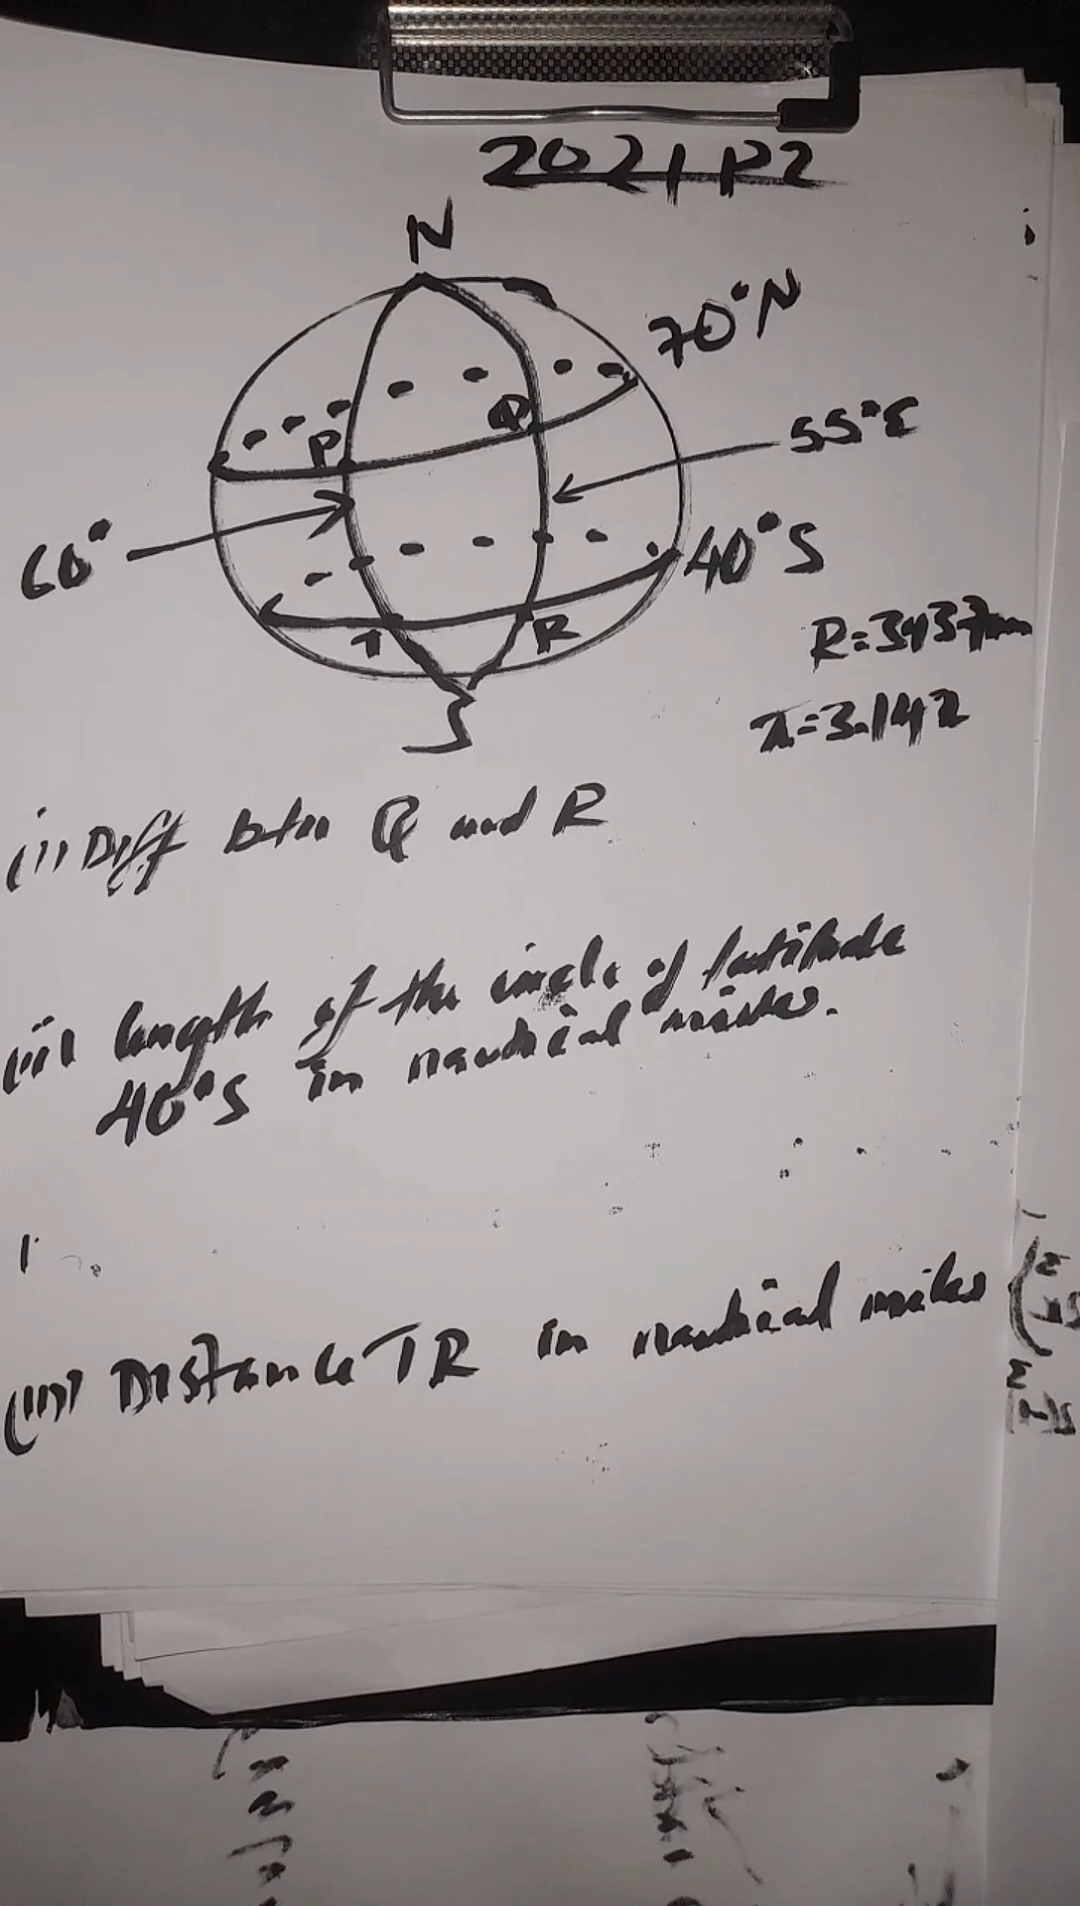 2021 P2
N
70°N
P
Q
55°E
60°
40°S
T
R
S
R=3437nm
π=3.142
(i) Diff btn Q and R
(ii) length of the circle of latitude
40°S in nautical miles.
(iii) Distance TR in nautical miles